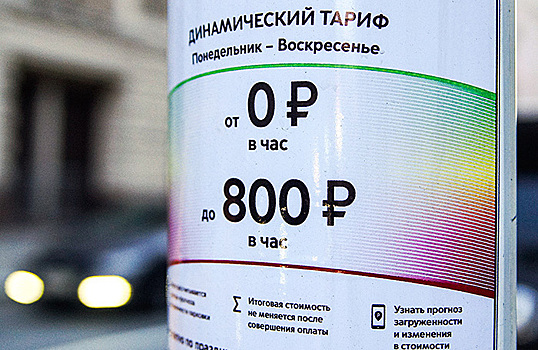 ДИНАМИЧЕСКИЙ ТАРИФ
Понедельник – Воскресенье
от 0 ₽
в час
до 800 ₽
в час
Σ Итоговая стоимость
не меняется после
совершения оплаты
Узнать прогноз
загруженности
и изменения
в стоимости